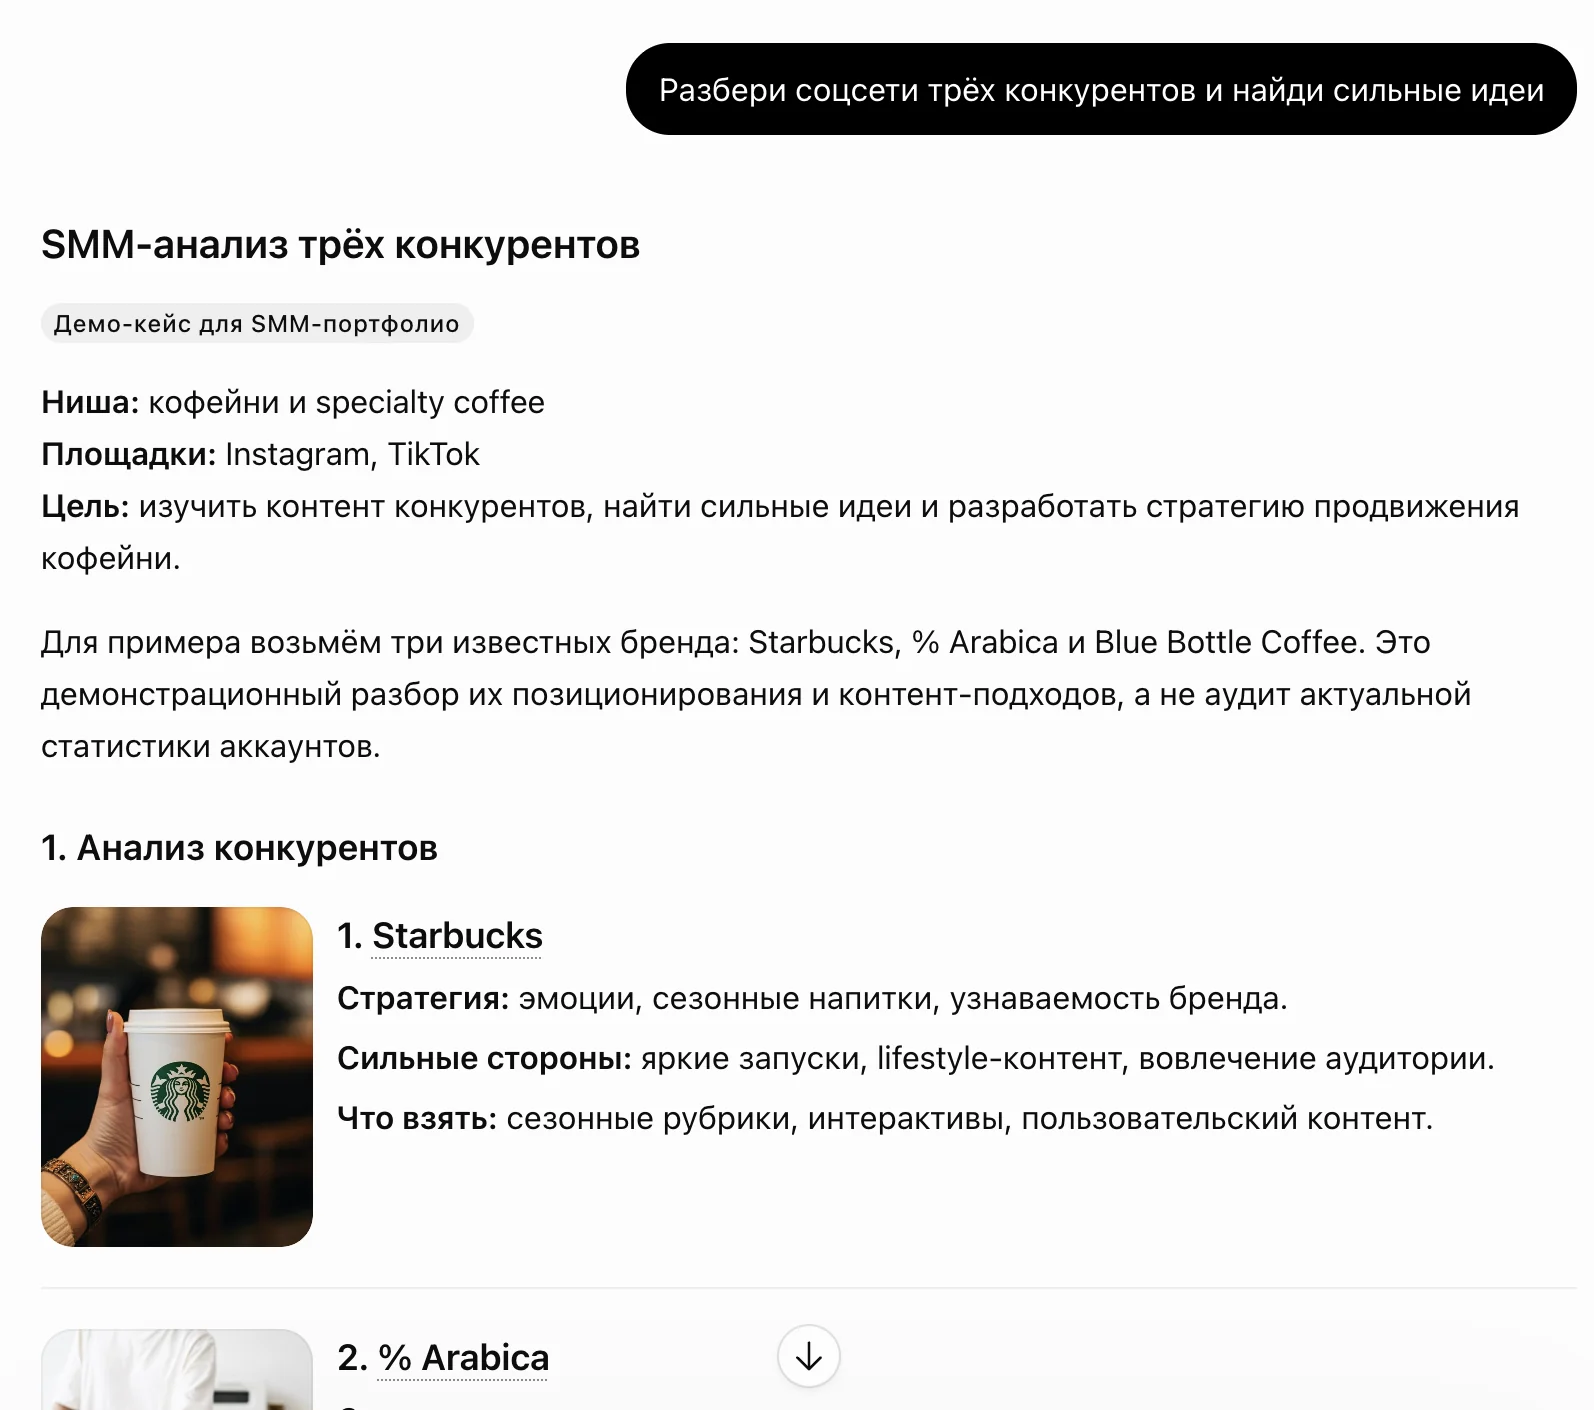 Разбери соцсети трёх конкурентов и найди сильные идеи
SMM-анализ трёх конкурентов
Демо-кейс для SMM-портфолио
Ниша: кофейни и specialty coffee
Площадки: Instagram, TikTok
Цель: изучить контент конкурентов, найти сильные идеи и разработать стратегию продвижения
кофейни.
Для примера возьмём три известных бренда: Starbucks, % Arabica и Blue Bottle Coffee. Это
демонстрационный разбор их позиционирования и контент-подходов, а не аудит актуальной
статистики аккаунтов.
1. Анализ конкурентов
1. Starbucks
Стратегия: эмоции, сезонные напитки, узнаваемость бренда.
Сильные стороны: яркие запуски, lifestyle-контент, вовлечение аудитории.
Что взять: сезонные рубрики, интерактивы, пользовательский контент.
2. % Arabica